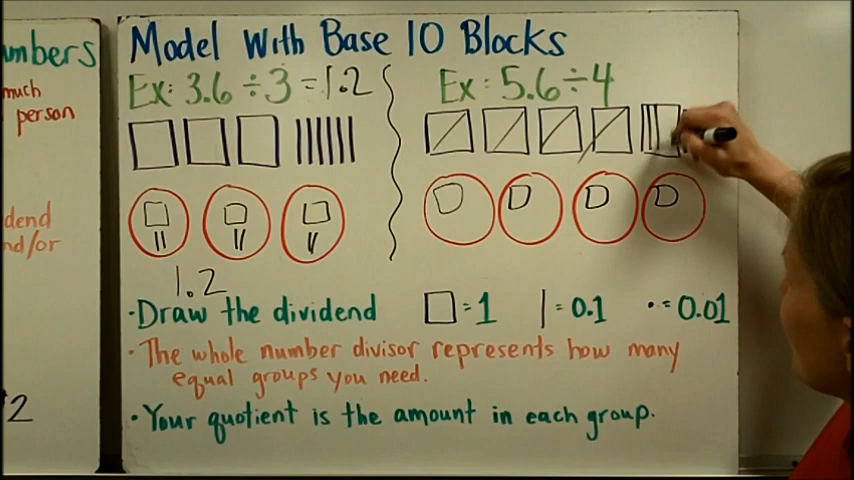 umbers
much
person
dend
nd/or
2
Model With Base 10 Blocks
Ex: 3.6 ÷ 3 = 1.2
1.2
Ex: 5.6 ÷ 4
• Draw the dividend □ = 1 | = 0.1 • = 0.01
• The whole number divisor represents how many
equal groups you need.
• Your quotient is the amount in each group.